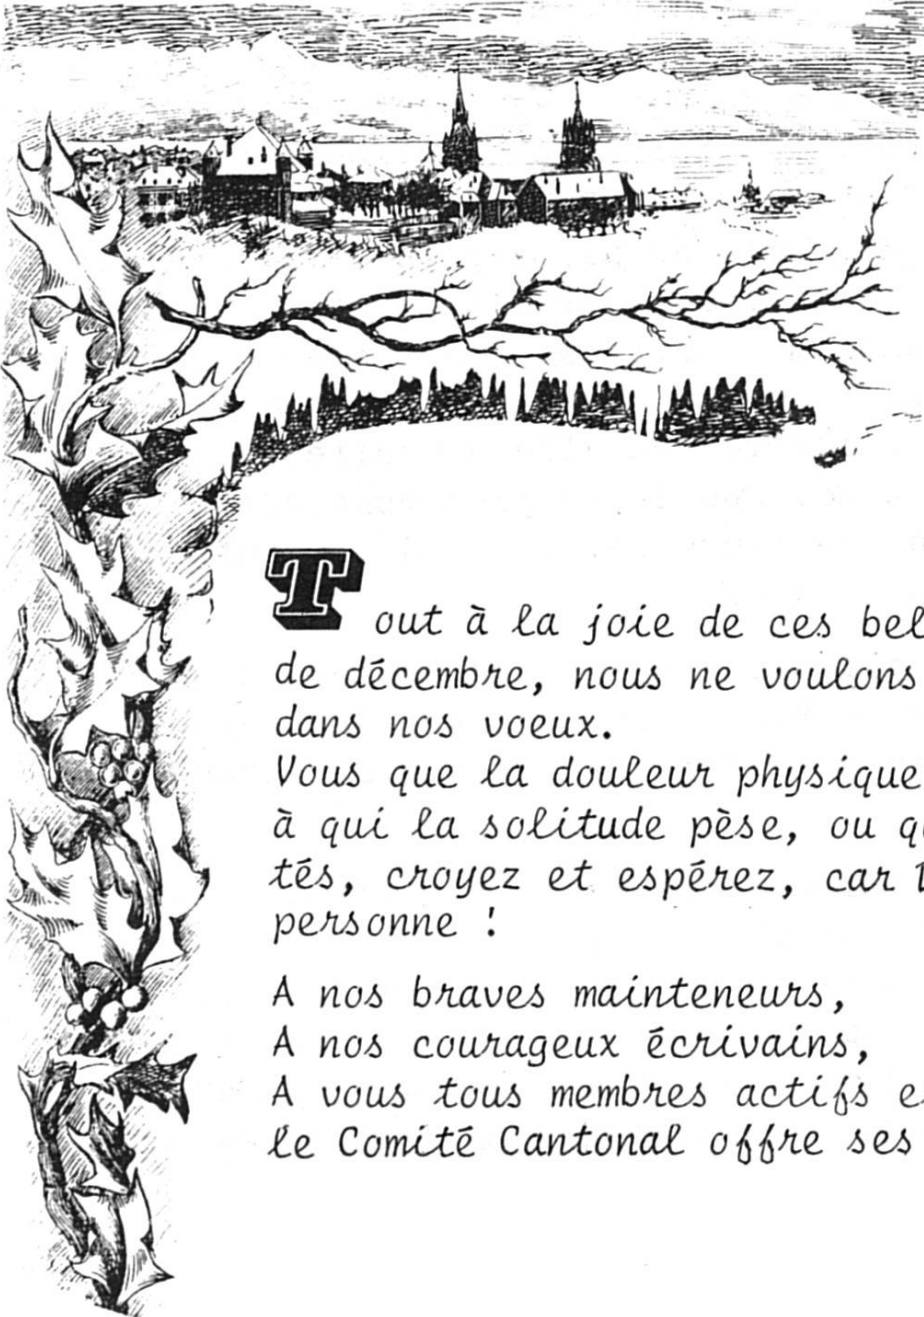 Tout à la joie de ces bel
de décembre, nous ne voulons
dans nos voeux.
Vous que la douleur physique
à qui la solitude pèse, ou q
tés, croyez et espérez, car
personne !
A nos braves mainteneurs,
A nos courageux écrivains,
A vous tous membres actifs e
le Comité Cantonal offre ses